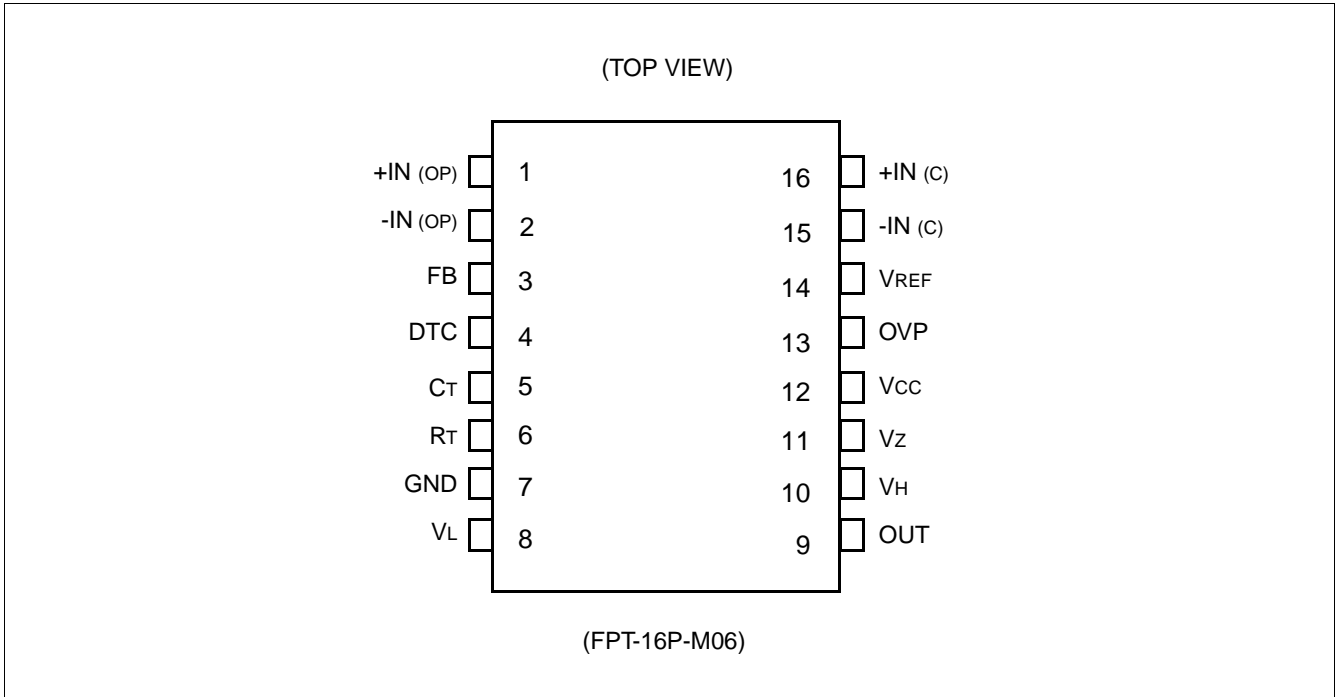 (TOP VIEW)
+IN (OP) 1 16 +IN (C)
-IN (OP) 2 15 -IN (C)
FB 3 14 VREF
DTC 4 13 OVP
CT 5 12 VCC
RT 6 11 VZ
GND 7 10 VH
VL 8 9 OUT
(FPT-16P-M06)